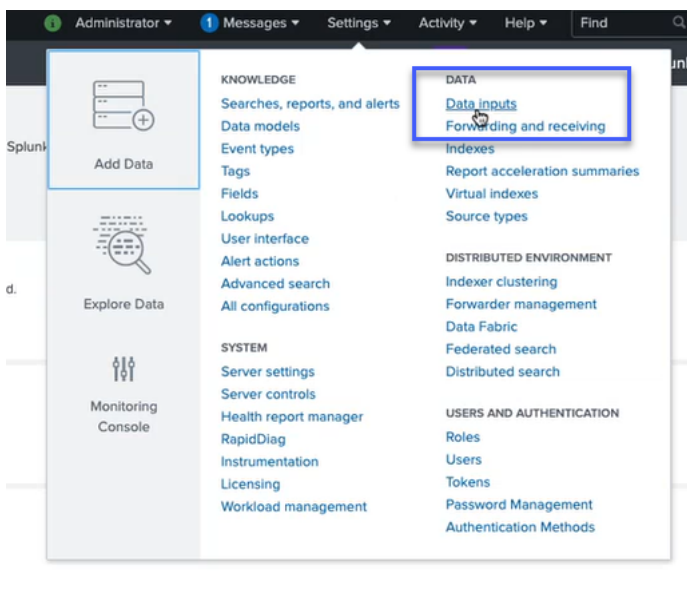 i Administrator ▾ 1 Messages ▾ Settings ▾ Activity ▾ Help ▾ Find
Splunk
d.
Add Data
Explore Data
Monitoring
Console
KNOWLEDGE
Searches, reports, and alerts
Data models
Event types
Tags
Fields
Lookups
User interface
Alert actions
Advanced search
All configurations
SYSTEM
Server settings
Server controls
Health report manager
RapidDiag
Instrumentation
Licensing
Workload management
DATA
Data inputs
Forwarding and receiving
Indexes
Report acceleration summaries
Virtual indexes
Source types
DISTRIBUTED ENVIRONMENT
Indexer clustering
Forwarder management
Data Fabric
Federated search
Distributed search
USERS AND AUTHENTICATION
Roles
Users
Tokens
Password Management
Authentication Methods